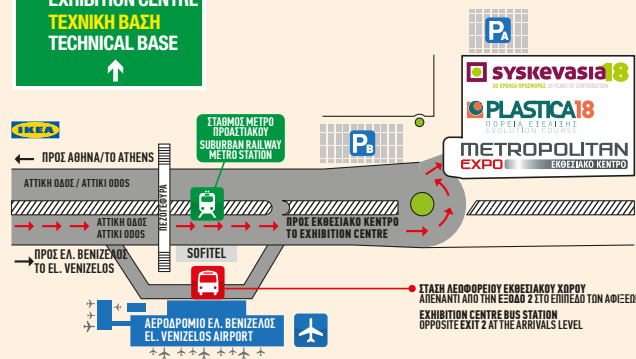 EXHIBITION CENTRE
ΤΕΧΝΙΚΗ ΒΑΣΗ
TECHNICAL BASE
PA
SYSKEVASIA18
30 ΧΡΟΝΙΑ ΠΡΟΣΦΟΡΑΣ 30 YEARS OF CONTRIBUTION
PLASTICA18
ΠΟΡΕΙΑ ΕΞΕΛΙΞΗΣ
EVOLUTION COURSE
METROPOLITAN
EXPO ΕΚΘΕΣΙΑΚΟ ΚΕΝΤΡΟ
IKEA
ΣΤΑΘΜΟΣ ΜΕΤΡΟ
ΠΡΟΑΣΤΙΑΚΟΥ
SUBURBAN RAILWAY
METRO STATION
PB
ΠΡΟΣ ΑΘΗΝΑ/TO ATHENS
ΑΤΤΙΚΗ ΟΔΟΣ / ATTIKI ODOS
ΠΕΖΟΓΕΦΥΡΑ
ΑΤΤΙΚΗ ΟΔΟΣ
ATTIKI ODOS
ΠΡΟΣ ΕΚΘΕΣΙΑΚΟ ΚΕΝΤΡΟ
TO EXHIBITION CENTRE
ΠΡΟΣ ΕΛ. ΒΕΝΙΖΕΛΟΣ
TO EL. VENIZELOS
SOFITEL
ΣΤΑΣΗ ΛΕΩΦΟΡΕΙΟΥ ΕΚΘΕΣΙΑΚΟΥ ΧΩΡΟΥ
ΑΠΕΝΑΝΤΙ ΑΠΟ ΤΗΝ ΕΞΟΔΟ 2 ΣΤΟ ΕΠΙΠΕΔΟ ΤΩΝ ΑΦΙΞΕΩ
EXHIBITION CENTRE BUS STATION
OPPOSITE EXIT 2 AT THE ARRIVALS LEVEL
ΑΕΡΟΔΡΟΜΙΟ ΕΛ. ΒΕΝΙΖΕΛΟΣ
EL. VENIZELOS AIRPORT